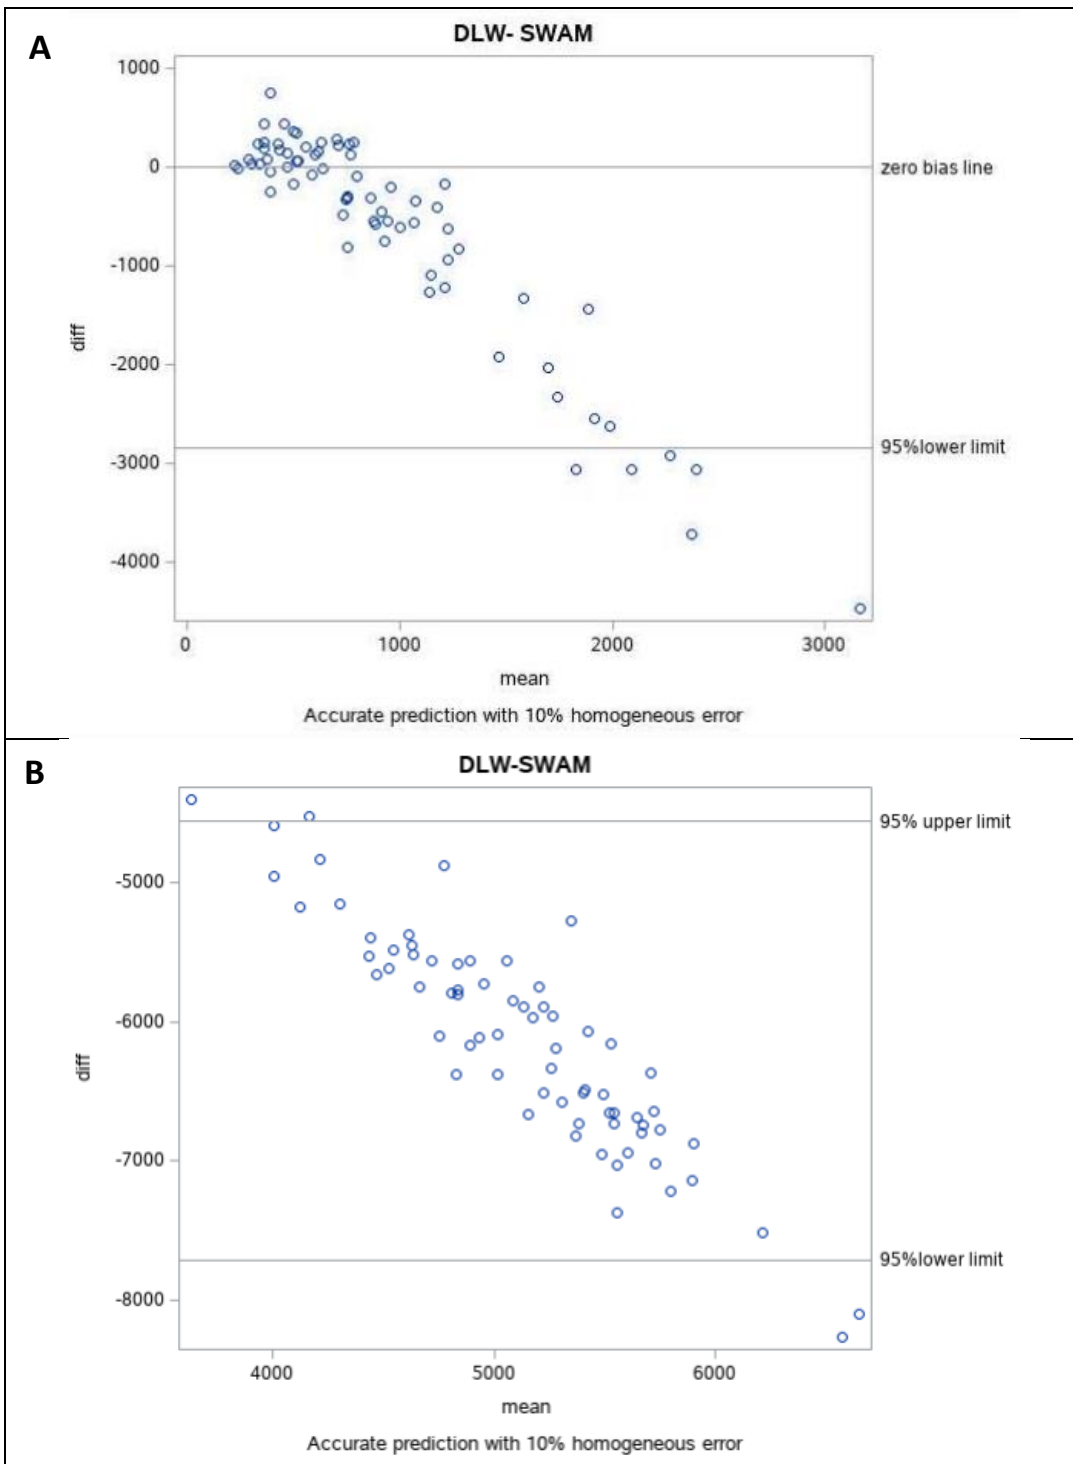 A
DLW- SWAM
1000
0
-1000
-2000
-3000
-4000
diff
zero bias line
95%lower limit
0 1000 2000 3000
mean
Accurate prediction with 10% homogeneous error
B
DLW-SWAM
-5000
-6000
-7000
-8000
diff
95% upper limit
95%lower limit
4000 5000 6000
mean
Accurate prediction with 10% homogeneous error